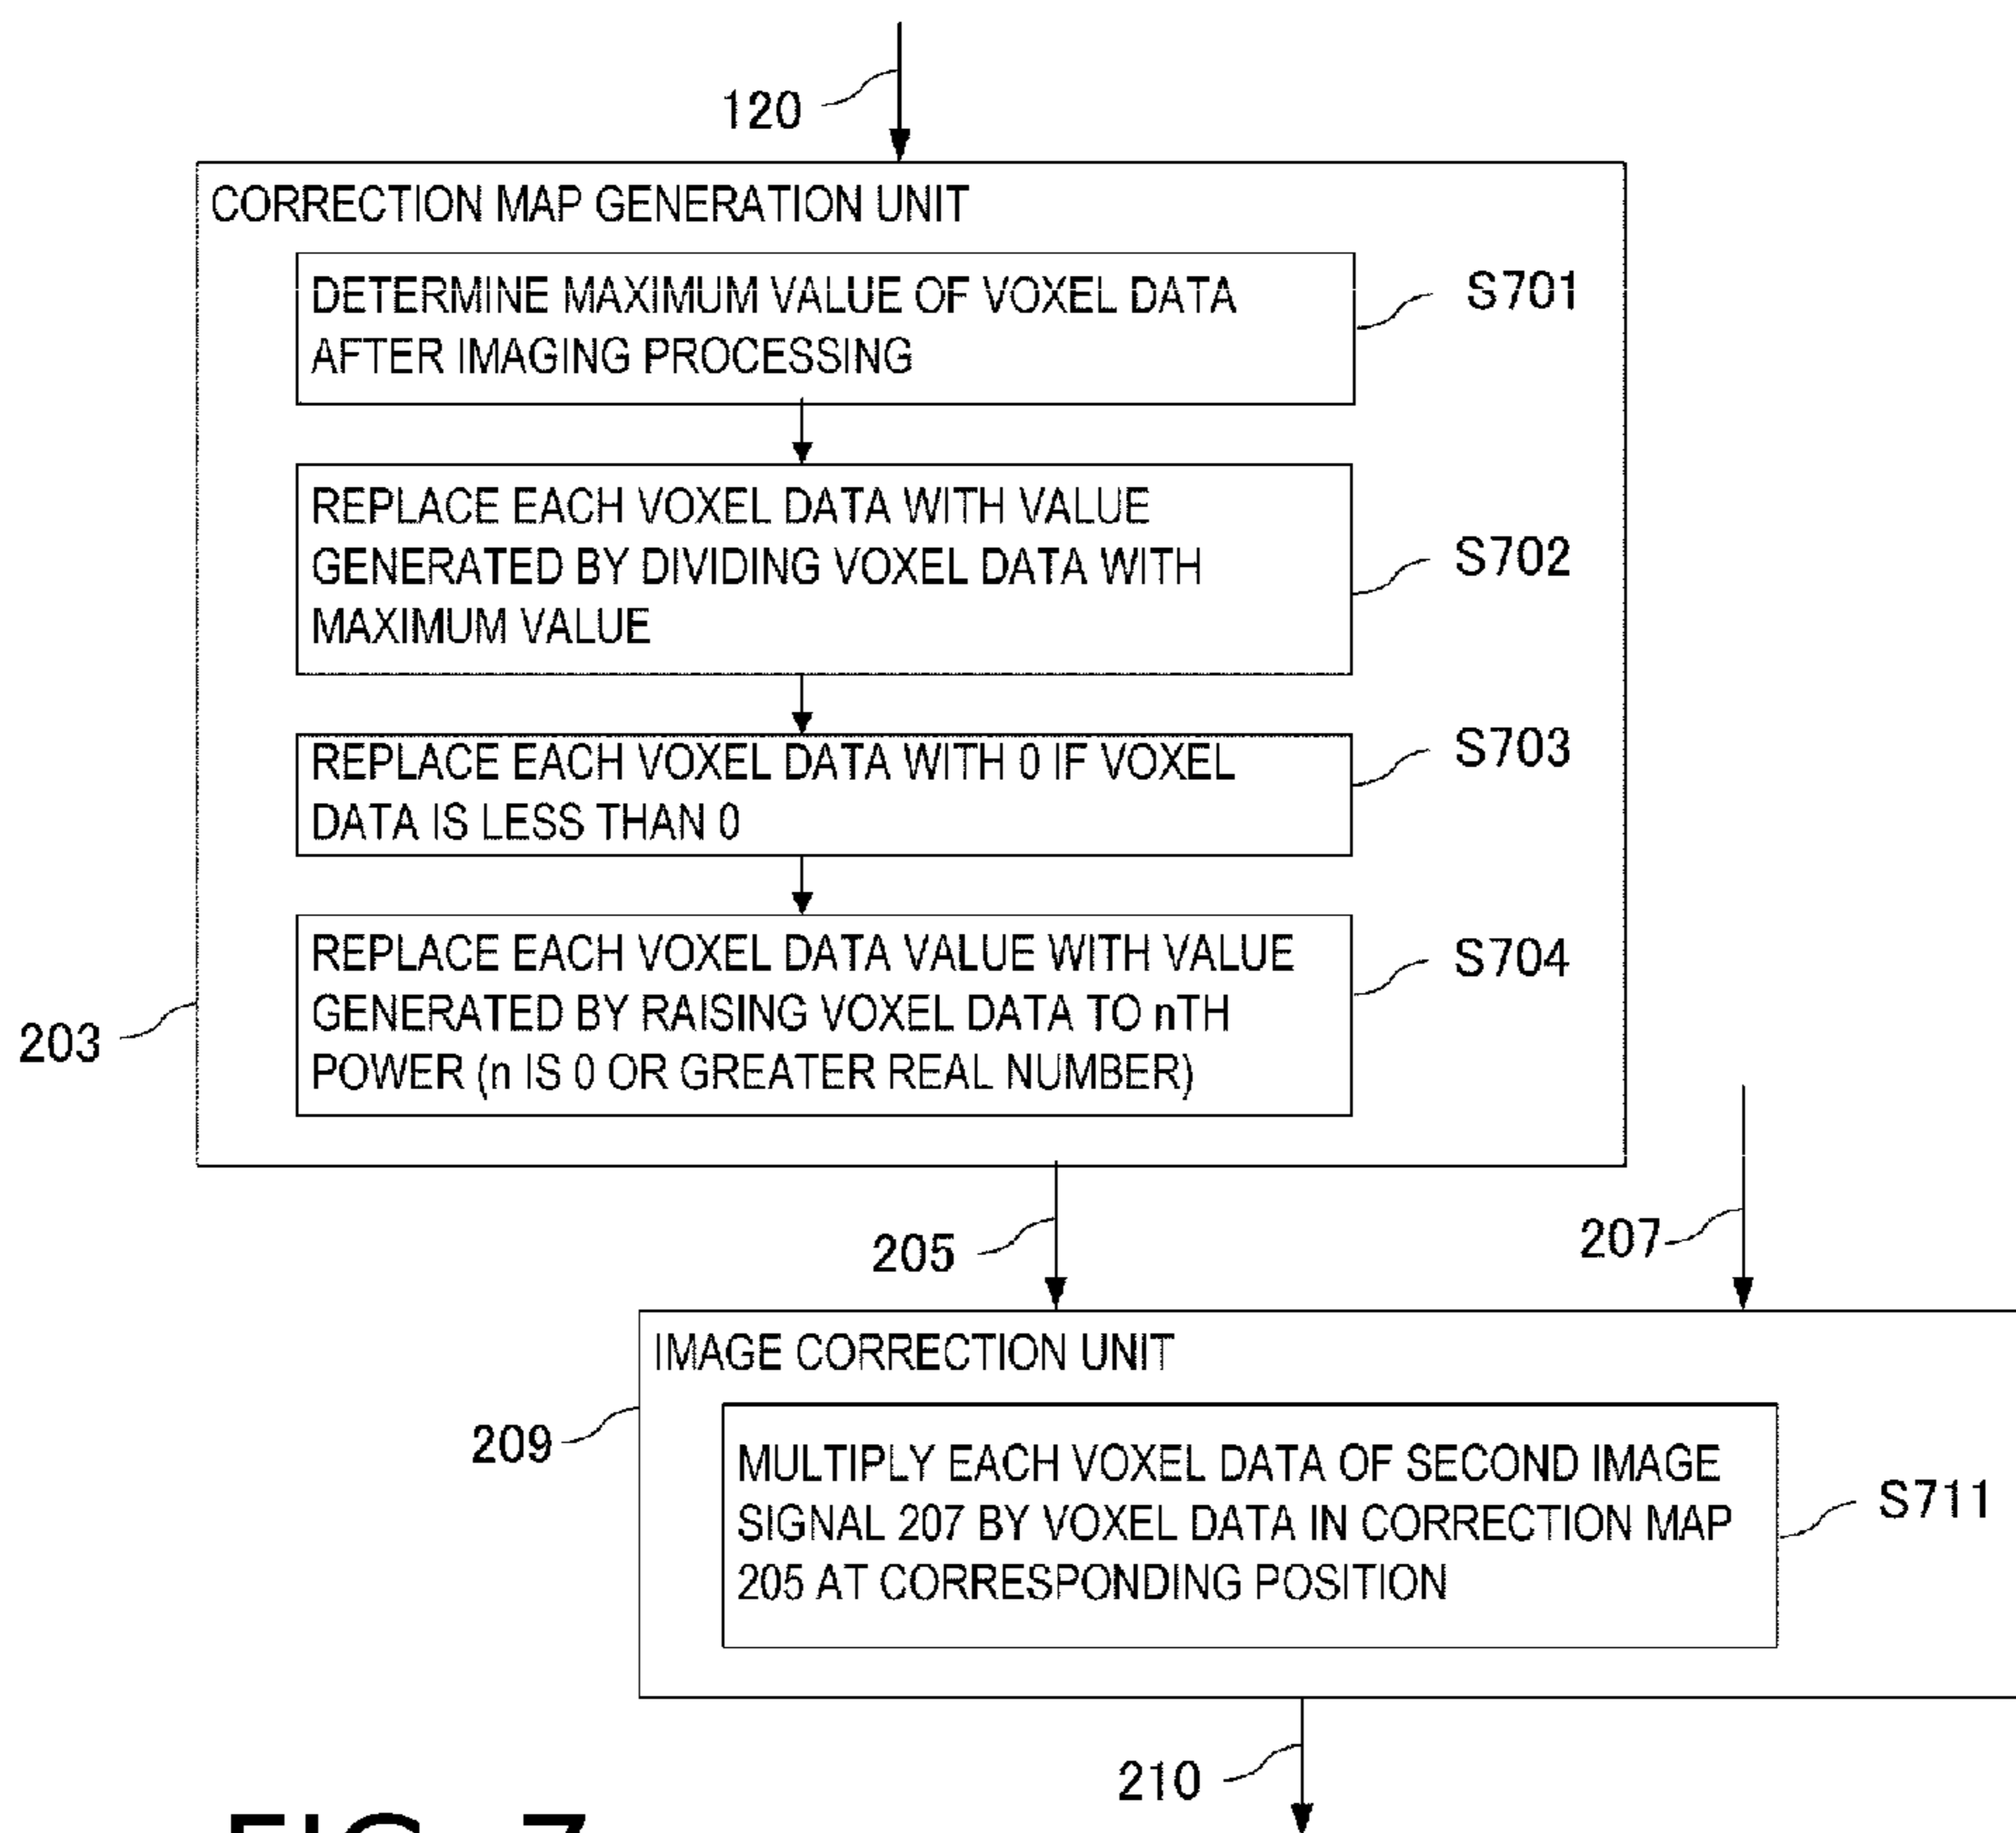 120
CORRECTION MAP GENERATION UNIT
DETERMINE MAXIMUM VALUE OF VOXEL DATA
AFTER IMAGING PROCESSING
S701
REPLACE EACH VOXEL DATA WITH VALUE
GENERATED BY DIVIDING VOXEL DATA WITH
MAXIMUM VALUE
S702
REPLACE EACH VOXEL DATA WITH 0 IF VOXEL
DATA IS LESS THAN 0
S703
REPLACE EACH VOXEL DATA VALUE WITH VALUE
GENERATED BY RAISING VOXEL DATA TO nTH
POWER (n IS 0 OR GREATER REAL NUMBER)
S704
203
205
207
IMAGE CORRECTION UNIT
209
MULTIPLY EACH VOXEL DATA OF SECOND IMAGE
SIGNAL 207 BY VOXEL DATA IN CORRECTION MAP
205 AT CORRESPONDING POSITION
S711
210
FIG. 7